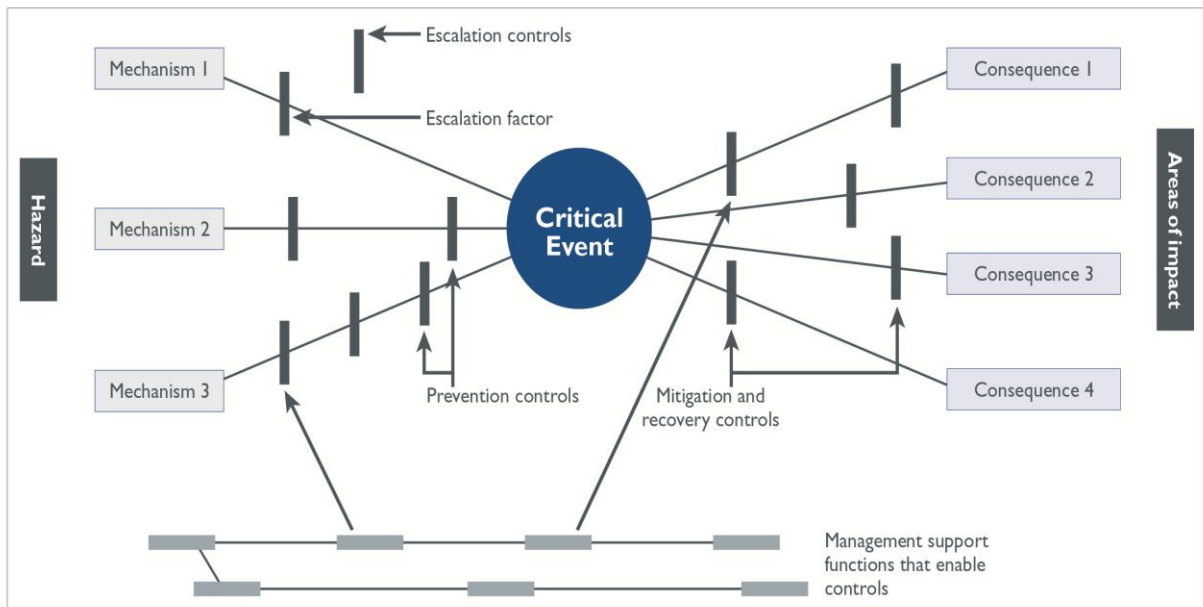 Escalation controls
Mechanism 1
Consequence 1
Escalation factor
Hazard
Areas of impact
Consequence 2
Mechanism 2
Critical
Event
Consequence 3
Mechanism 3
Prevention controls
Mitigation and
recovery controls
Consequence 4
Management support
functions that enable
controls